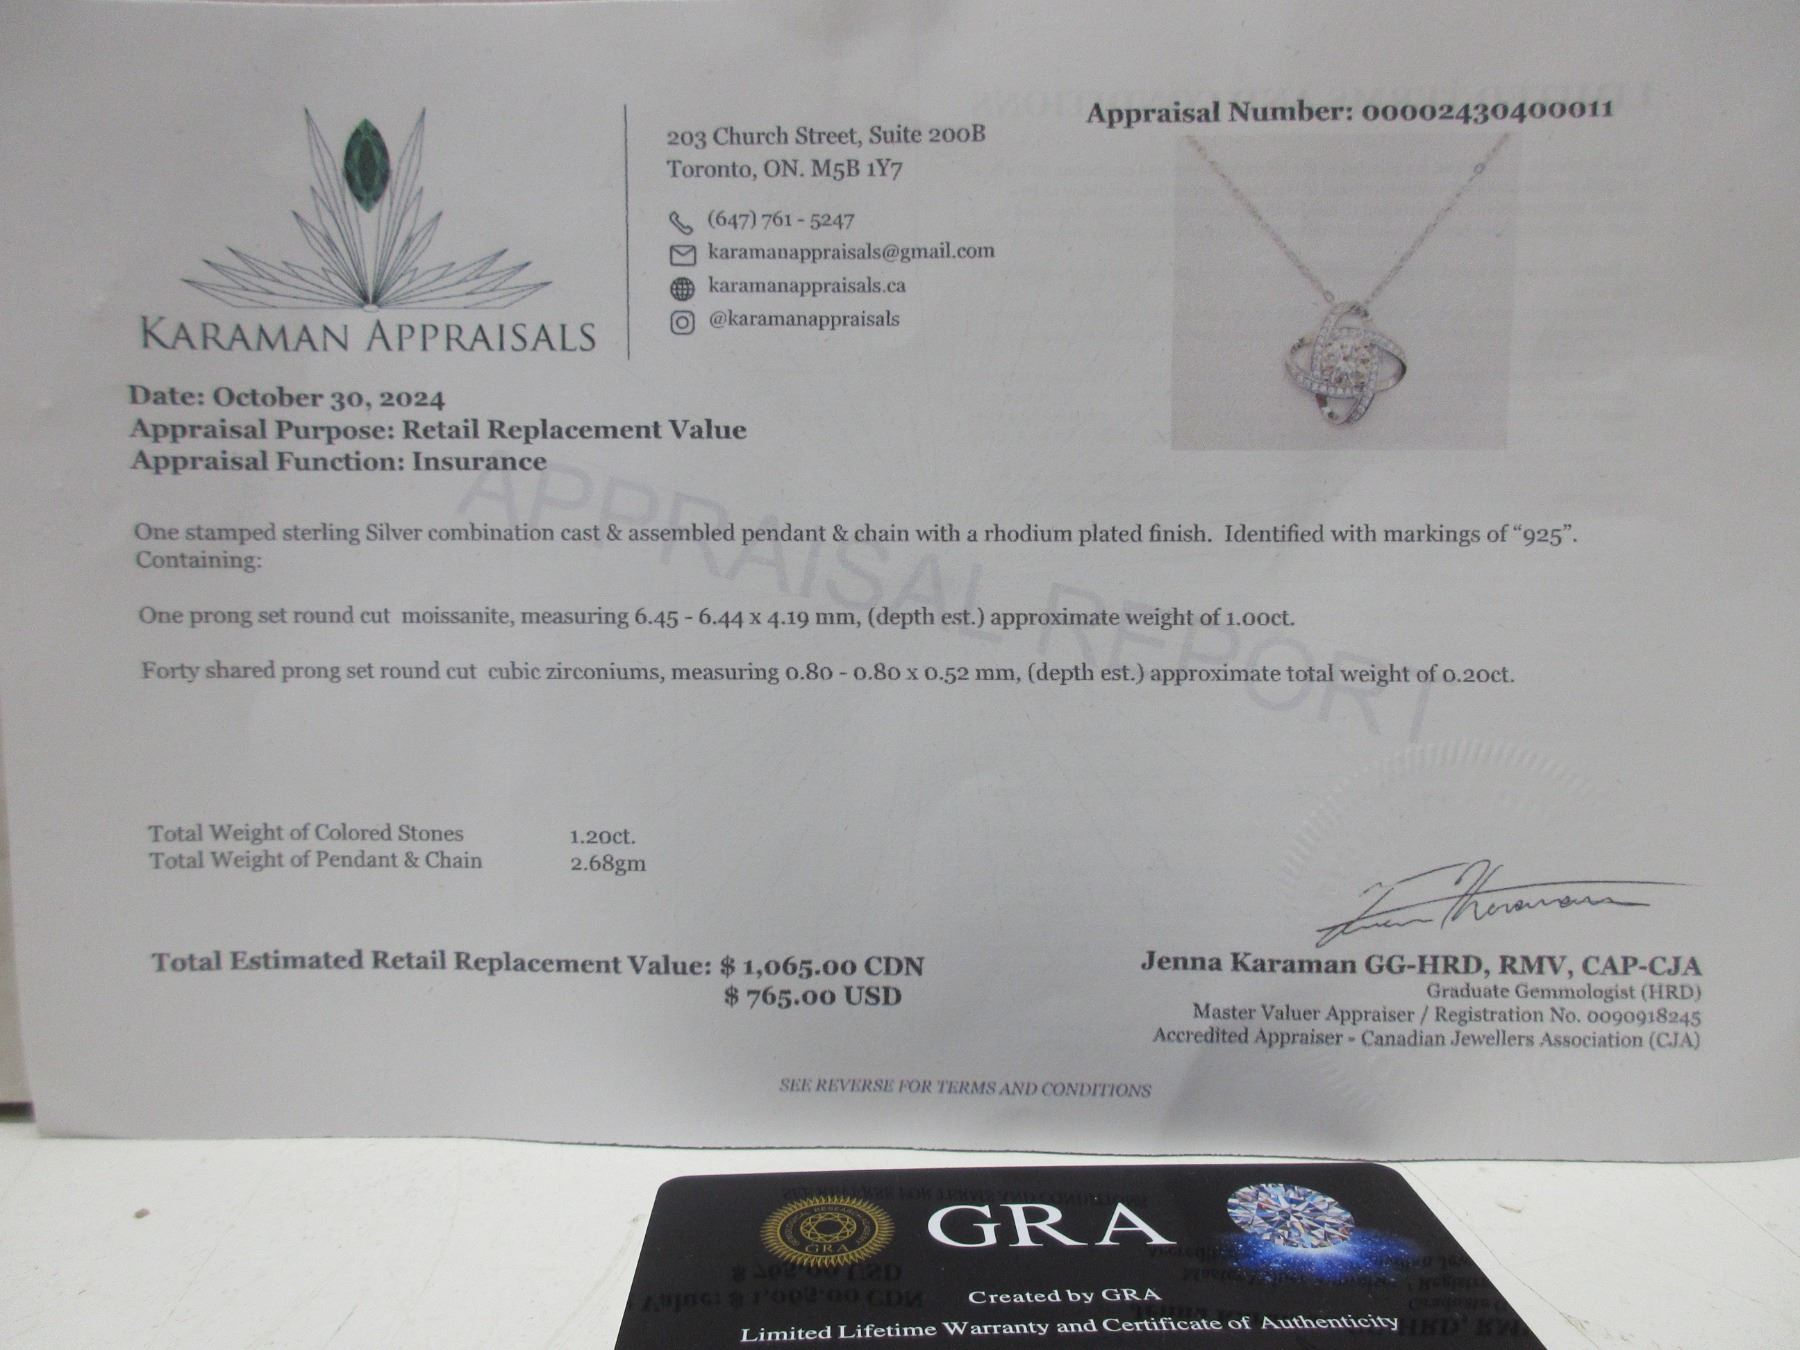 KARAMAN APPRAISALS
203 Church Street, Suite 200B
Toronto, ON. M5B 1Y7
(647) 761 - 5247
karamanappraisals@gmail.com
karamanappraisals.ca
@karamanappraisals
Appraisal Number: 00002430400011
Date: October 30, 2024
Appraisal Purpose: Retail Replacement Value
Appraisal Function: Insurance
APPRAISAL REPORT
One stamped sterling Silver combination cast & assembled pendant & chain with a rhodium plated finish. Identified with markings of “925”.
Containing:
One prong set round cut moissanite, measuring 6.45 - 6.44 x 4.19 mm, (depth est.) approximate weight of 1.00ct.
Forty shared prong set round cut cubic zirconiums, measuring 0.80 - 0.80 x 0.52 mm, (depth est.) approximate total weight of 0.20ct.
Total Weight of Colored Stones 1.20ct.
Total Weight of Pendant & Chain 2.68gm
Total Estimated Retail Replacement Value: $ 1,065.00 CDN
$ 765.00 USD
Jenna Karaman GG-HRD, RMV, CAP-CJA
Graduate Gemmologist (HRD)
Master Valuer Appraiser / Registration No. 0090918245
Accredited Appraiser - Canadian Jewellers Association (CJA)
SEE REVERSE FOR TERMS AND CONDITIONS
GRA
GRA
Created by GRA
Limited Lifetime Warranty and Certificate of Authenticity